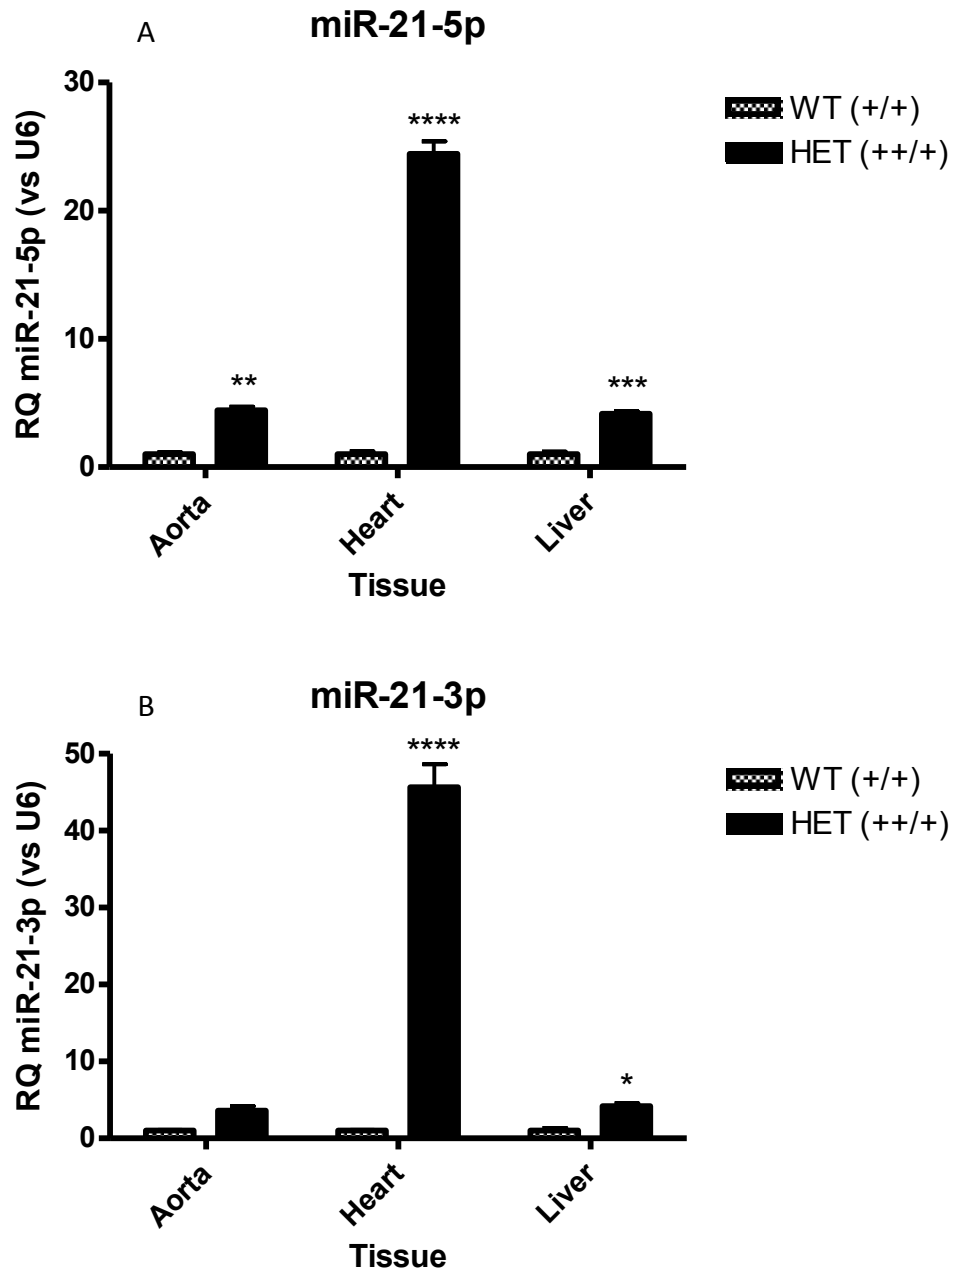 A
miR-21-5p
RQ miR-21-5p (vs U6)
30
20
10
0
**
****
***
Aorta
Heart
Liver
Tissue
WT (+/+)
HET (++/+)
B
miR-21-3p
RQ miR-21-3p (vs U6)
50
40
30
20
10
0
****
*
Aorta
Heart
Liver
Tissue
WT (+/+)
HET (++/+)